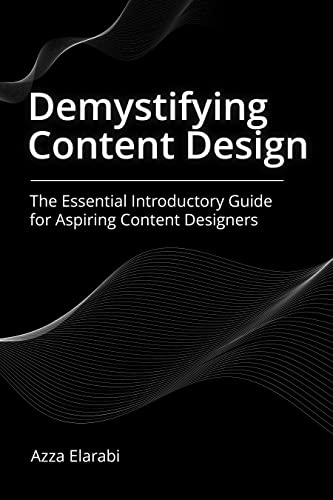 Demystifying
Content Design
The Essential Introductory Guide
for Aspiring Content Designers
Azza Elarabi